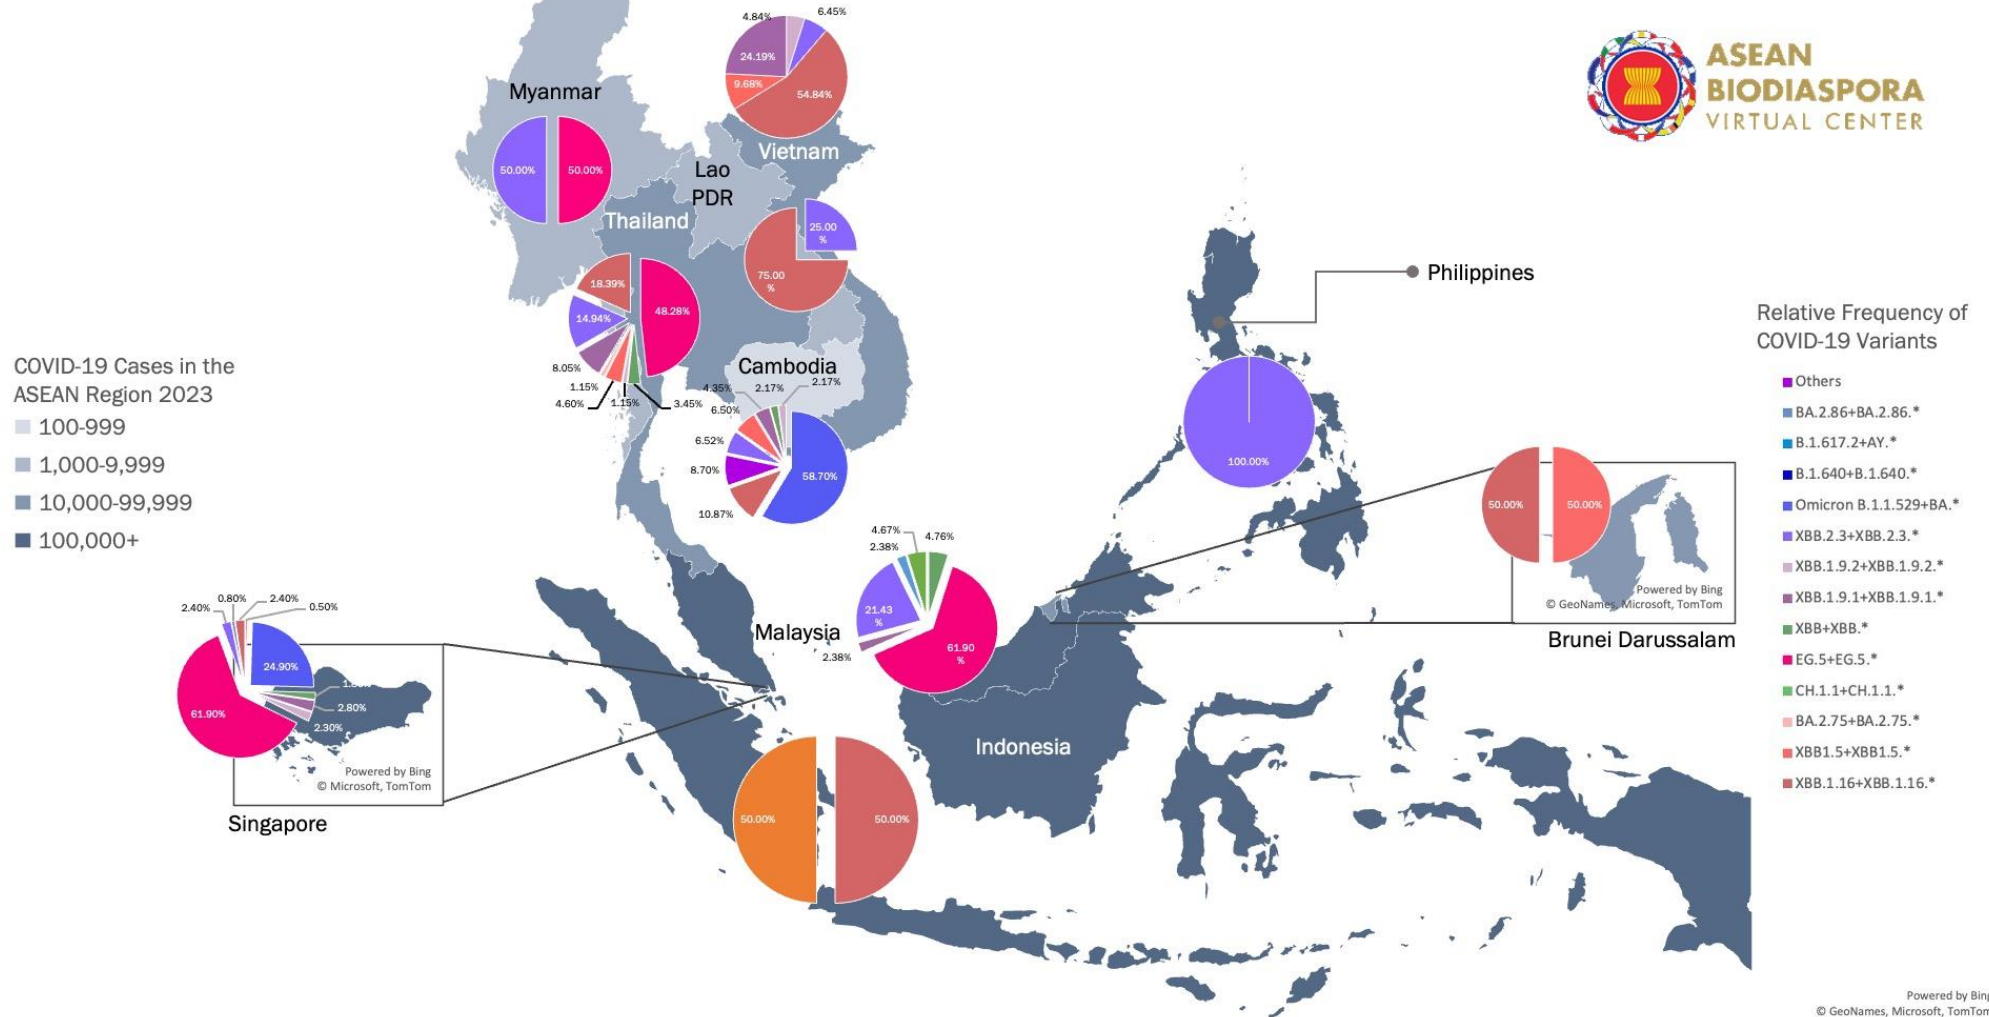 4.84%
6.45%
24.19%
9.68%
54.84%
ASEAN
BIODIASPORA
VIRTUAL CENTER
Myanmar
50.00%
50.00%
Vietnam
Lao
PDR
Thailand
25.00
%
75.00
%
18.39%
48.28%
14.94%
8.05%
1.15%
4.60%
1.15%
3.45%
Philippines
100.00%
Relative Frequency of
COVID-19 Variants
Others
BA.2.86+BA.2.86.*
B.1.617.2+AY.*
B.1.640+B.1.640.*
Omicron B.1.1.529+BA.*
XBB.2.3+XBB.2.3.*
XBB.1.9.2+XBB.1.9.2.*
XBB.1.9.1+XBB.1.9.1.*
XBB+XBB.*
EG.5+EG.5.*
CH.1.1+CH.1.1.*
BA.2.75+BA.2.75.*
XBB1.5+XBB1.5.*
XBB.1.16+XBB.1.16.*
COVID-19 Cases in the
ASEAN Region 2023
100-999
1,000-9,999
10,000-99,999
100,000+
Cambodia
4.35%
2.17%
2.17%
6.50%
6.52%
8.70%
10.87%
58.70%
50.00%
50.00%
Powered by Bing
© GeoNames, Microsoft, TomTom
Brunei Darussalam
4.67%
4.76%
2.38%
21.43
%
2.38%
61.90
%
Malaysia
2.40%
0.80%
2.40%
0.50%
24.90%
61.90%
2.80%
2.30%
Powered by Bing
© Microsoft, TomTom
Singapore
Indonesia
50.00%
50.00%
Powered by Bing
© GeoNames, Microsoft, TomTom